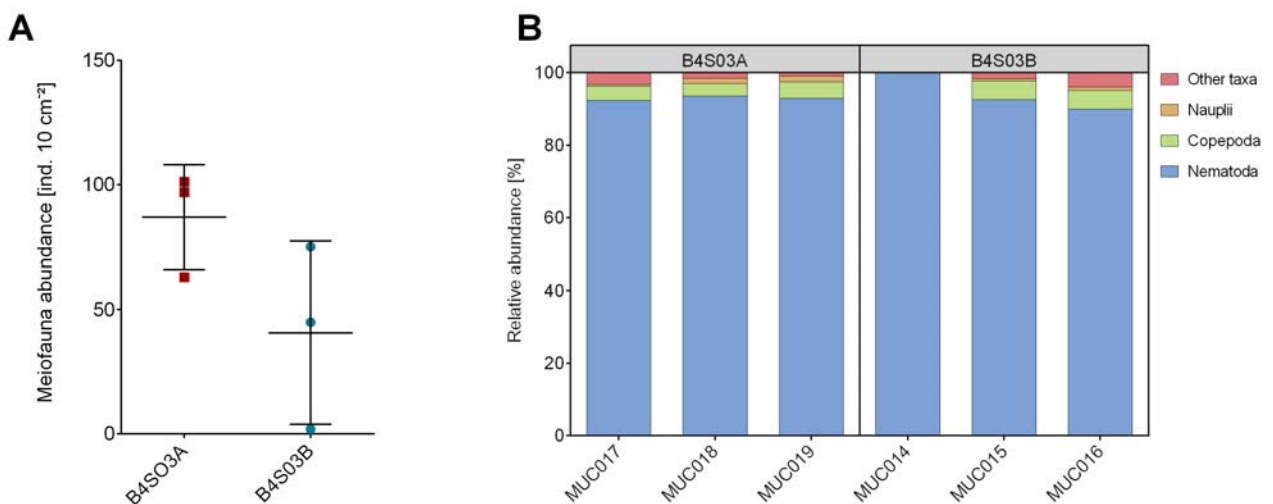 A
Meiofauna abundance [ind. 10 cm⁻²]
150
100
50
0
B4SO3A
B4S03B
B
B4S03A
B4S03B
Relative abundance [%]
100
80
60
40
20
0
MUC017
MUC018
MUC019
MUC014
MUC015
MUC016
Other taxa
Nauplii
Copepoda
Nematoda